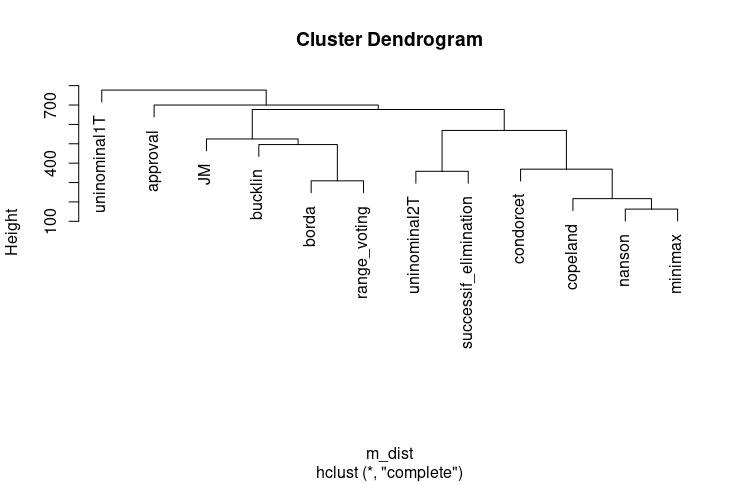 Cluster Dendrogram
Height
700
400
100
uninominal1T
approval
JM
bucklin
borda
range_voting
uninominal2T
successif_elimination
condorcet
copeland
nanson
minimax
m_dist
hclust (*, "complete")